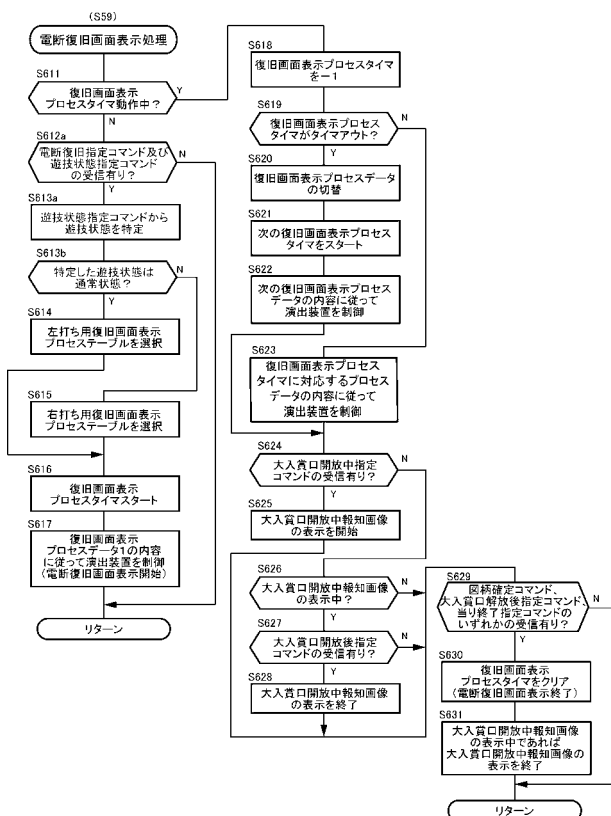 (S59)
電断復旧画面表示処理
S611
復旧画面表示
プロセスタイマ動作中？
Y
N
S612a
電断復旧指定コマンド及び
遊技状態指定コマンド
の受信有り？
N
Y
S613a
遊技状態指定コマンドから
遊技状態を特定
S613b
特定した遊技状態は
通常状態？
N
Y
S614
左打ち用復旧画面表示
プロセステーブルを選択
S615
右打ち用復旧画面表示
プロセステーブルを選択
S616
復旧画面表示
プロセスタイマスタート
S617
復旧画面表示
プロセスデータ1の内容
に従って演出装置を制御
(電断復旧画面表示開始)
リターン
S618
復旧画面表示プロセスタイマ
を－1
S619
復旧画面表示プロセス
タイマがタイムアウト？
N
Y
S620
復旧画面表示プロセスデータ
の切替
S621
次の復旧画面表示プロセス
タイマをスタート
S622
次の復旧画面表示プロセス
データの内容に従って
演出装置を制御
S623
復旧画面表示プロセス
タイマに対応するプロセス
データの内容に従って
演出装置を制御
S624
大入賞口開放中指定
コマンドの受信有り？
N
Y
S625
大入賞口開放中報知画像
の表示を開始
S626
大入賞口開放中報知画像
の表示中？
N
Y
S627
大入賞口開放後指定
コマンドの受信有り？
N
Y
S628
大入賞口開放中報知画像
の表示を終了
S629
図柄確定コマンド、
大入賞口解放後指定コマンド、
当り終了指定コマンドの
いずれかの受信有り？
N
Y
S630
復旧画面表示
プロセスタイマをクリア
(電断復旧画面表示終了)
S631
大入賞口開放中報知画像
の表示中であれば
大入賞口開放中報知画像の
表示を終了
リターン